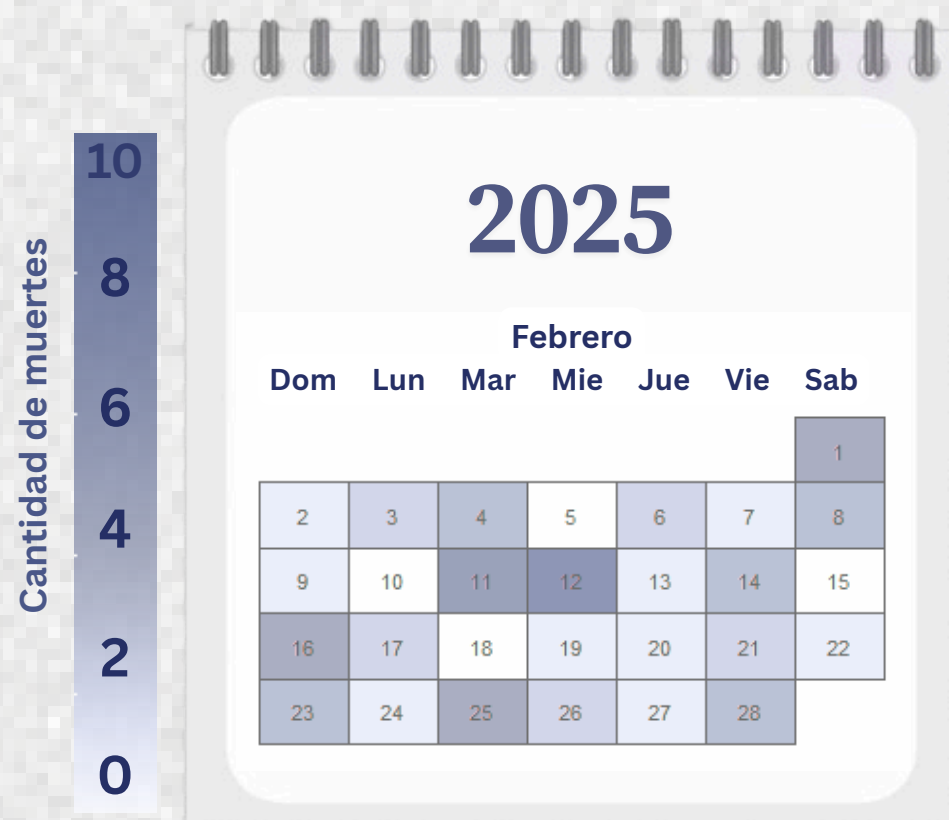 2025
Febrero
Dom Lun Mar Mie Jue Vie Sab
1
2 3 4 5 6 7 8
9 10 11 12 13 14 15
16 17 18 19 20 21 22
23 24 25 26 27 28
Cantidad de muertes
10
8
6
4
2
0